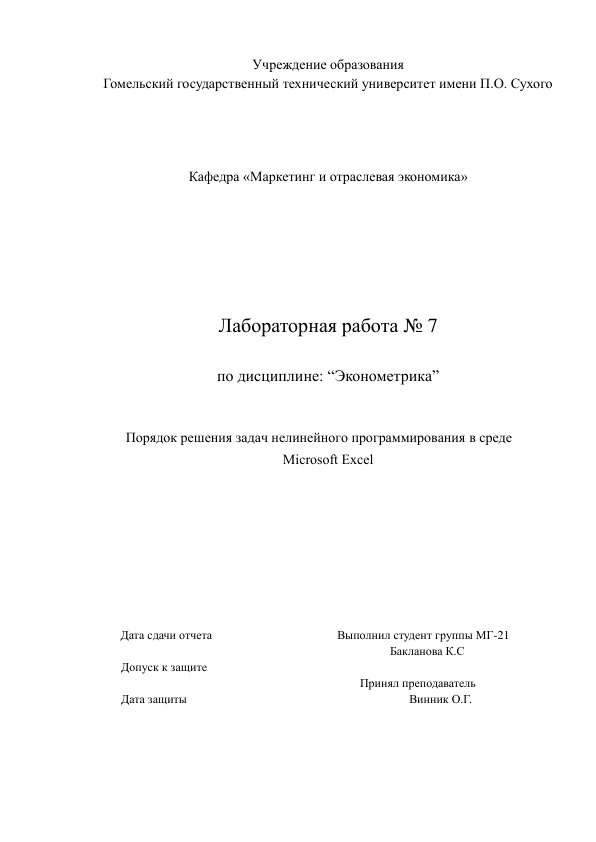 Учреждение образования
Гомельский государственный технический университет имени П.О. Сухого
Кафедра «Маркетинг и отраслевая экономика»
Лабораторная работа № 7
по дисциплине: “Эконометрика”
Порядок решения задач нелинейного программирования в среде
Microsoft Excel
Дата сдачи отчета Выполнил студент группы МГ-21
Бакланова К.С
Допуск к защите
Принял преподаватель
Дата защиты Винник О.Г.